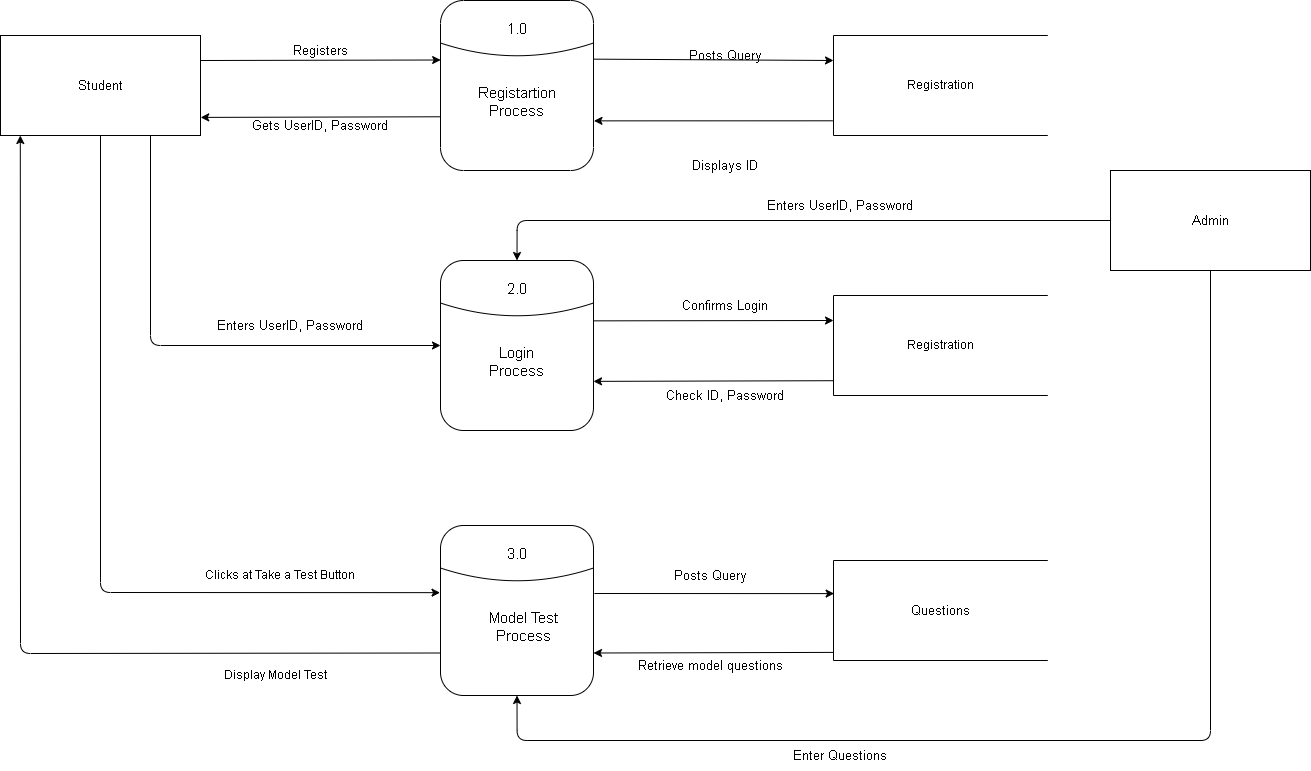 1.0
Registers
Posts Query
Student
Registartion
Process
Registration
Gets UserID, Password
Displays ID
Enters UserID, Password
Admin
2.0
Confirms Login
Enters UserID, Password
Login
Process
Registration
Check ID, Password
3.0
Clicks at Take a Test Button
Posts Query
Model Test
Process
Questions
Retrieve model questions
Display Model Test
Enter Questions